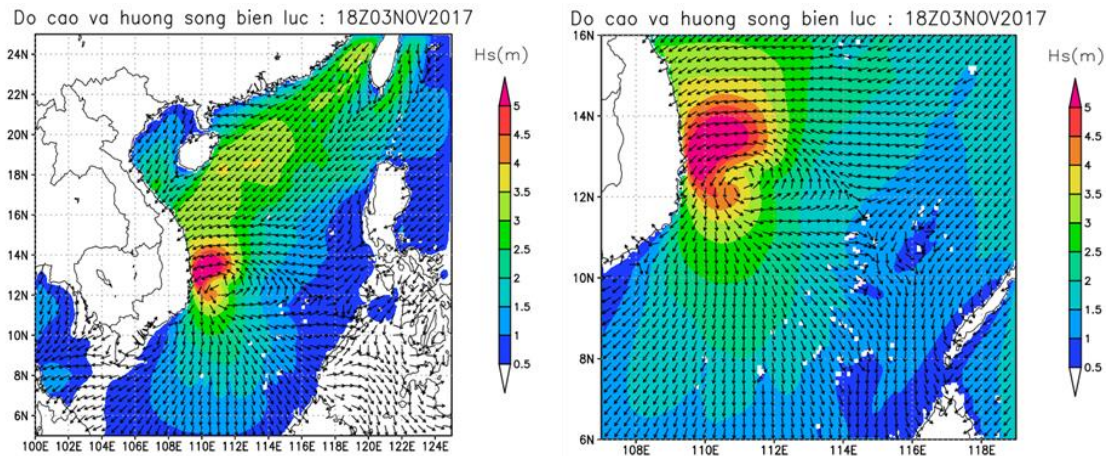 Do cao va huong song bien luc : 18Z03NOV2017
24N
22N
20N
18N
16N
14N
12N
10N
8N
6N
100E 102E 104E 106E 108E 110E 112E 114E 116E 118E 120E 122E 124E
Hs(m)
5
4.5
4
3.5
3
2.5
2
1.5
1
0.5
Do cao va huong song bien luc : 18Z03NOV2017
16N
14N
12N
10N
8N
6N
108E 110E 112E 114E 116E 118E
Hs(m)
5
4.5
4
3.5
3
2.5
2
1.5
1
0.5